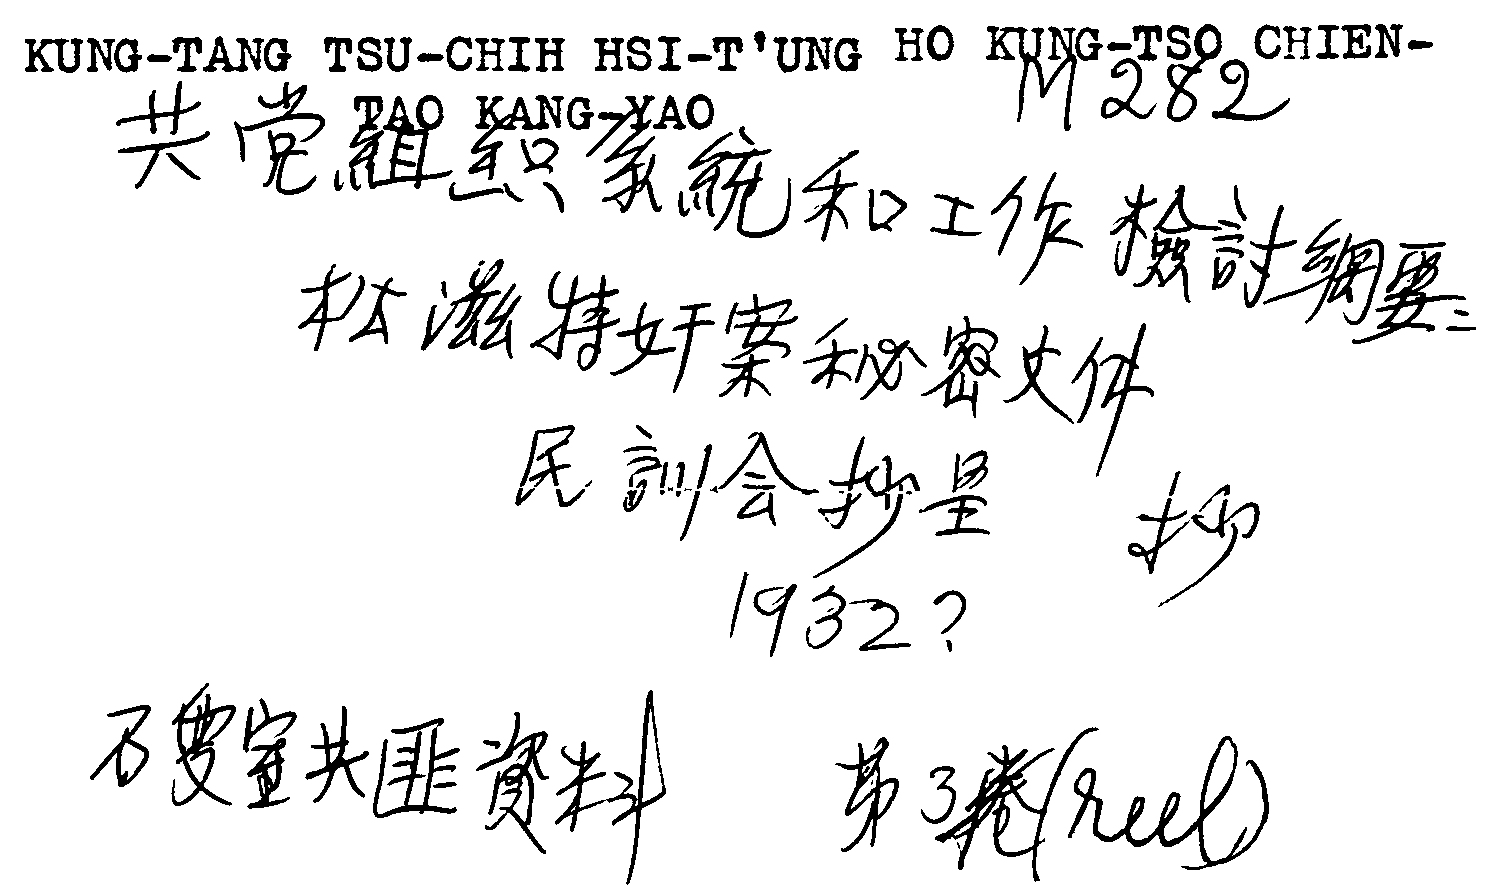 KUNG-TANG TSU-CHIH HSI-T'UNG HO KUNG-TSO CHIEN-
TAO KANG-YAO
M 282
共党組織系統和工作檢討綱要:
松滋特奸案秘密文件
民訓会抄呈 抄
1932?
石叟室共匪資料 第3卷(reel)